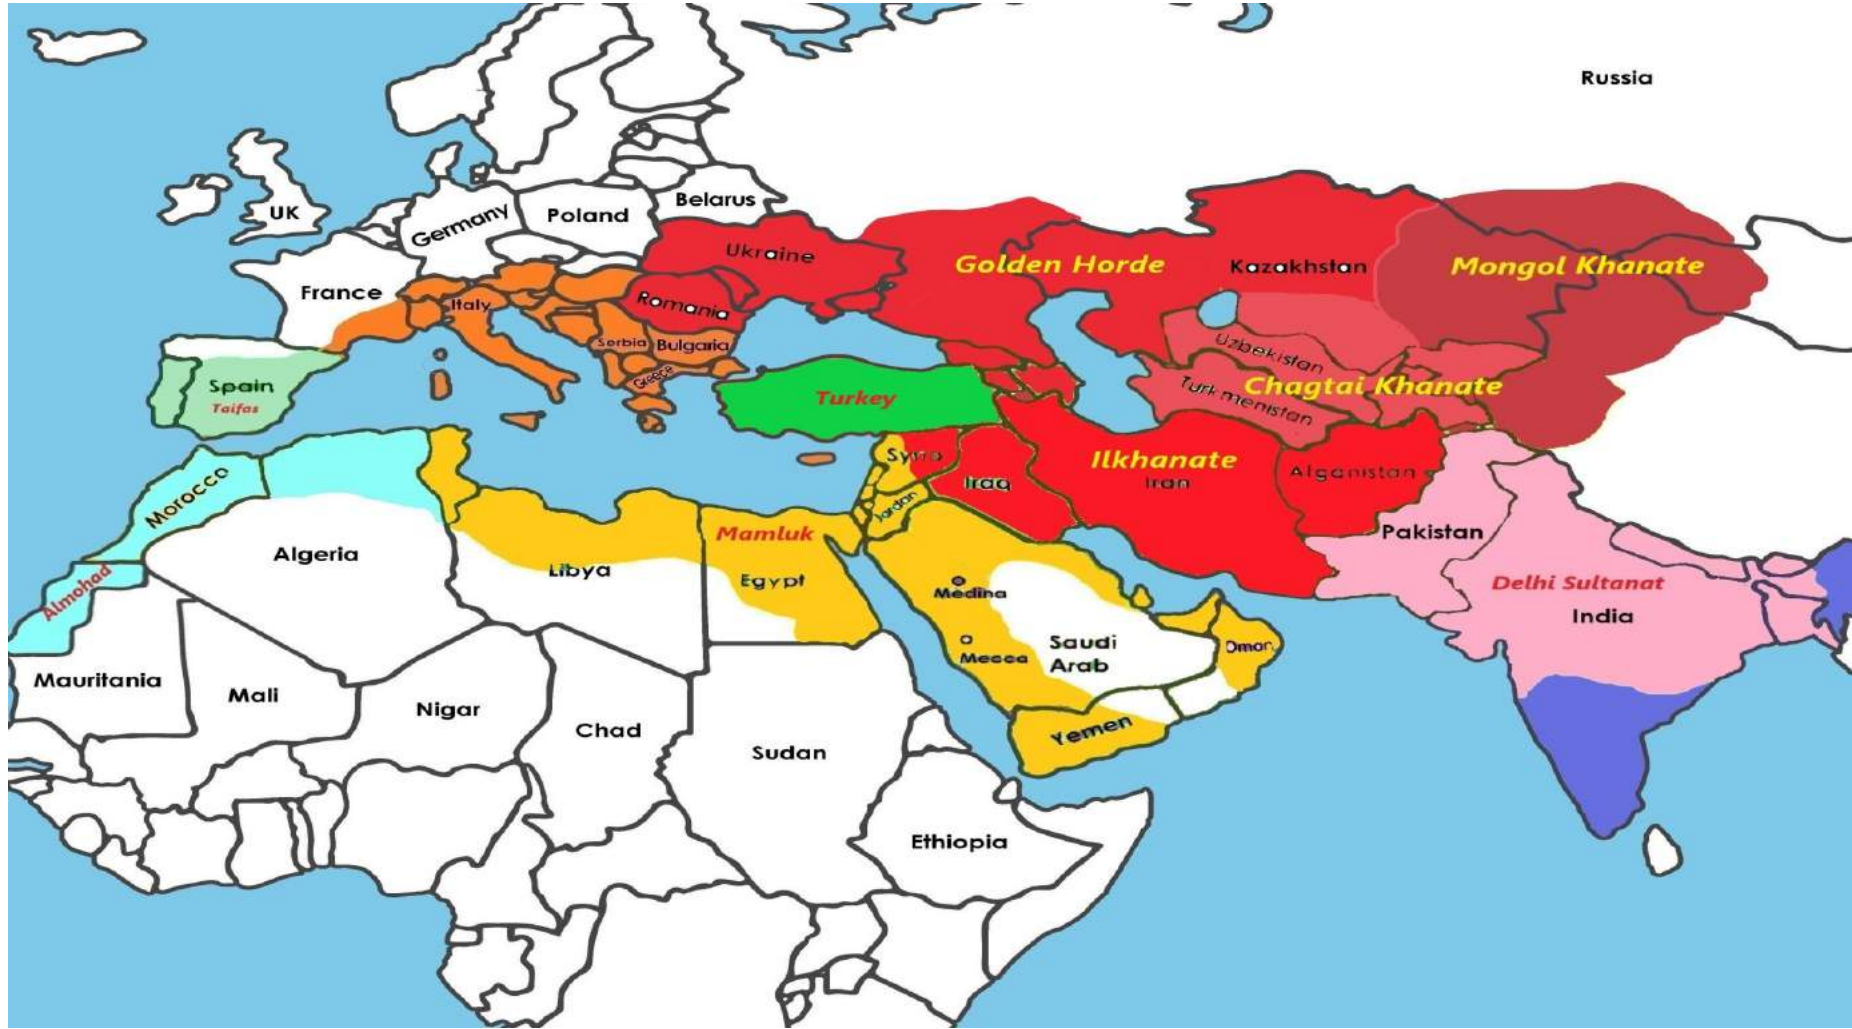 Russia
Belarus
UK
Germany
Poland
Ukraine
Golden Horde
Kazakhstan
Mongol Khanate
France
Italy
Romania
Serbia
Bulgaria
Uzbekistan
Greece
Spain
Taifas
Turkey
Turkmenistan
Chagtai Khanate
Syria
Ilkhanate
Iran
Alganistan
Morocco
Iraq
Jordan
Pakistan
Mamluk
Algeria
Libya
Egypt
Almohad
Medina
Delhi Sultanat
India
Mecca
Saudi
Arab
Oman
Mauritania
Mali
Nigar
Chad
Sudan
Yemen
Ethiopia